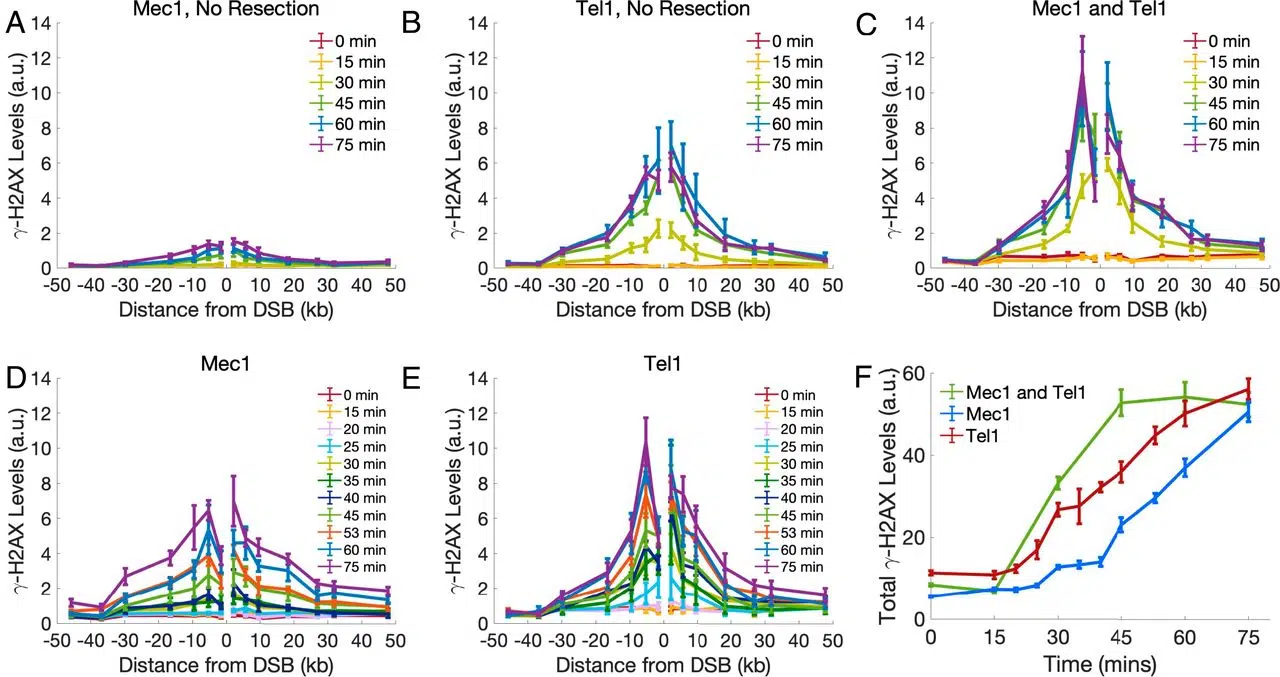 A
Mec1, No Resection
γ-H2AX Levels (a.u.)
14
12
10
8
6
4
2
0
0 min
15 min
30 min
45 min
60 min
75 min
-50 -40 -30 -20 -10 0 10 20 30 40 50
Distance from DSB (kb)
B
Tel1, No Resection
γ-H2AX Levels (a.u.)
14
12
10
8
6
4
2
0
0 min
15 min
30 min
45 min
60 min
75 min
-50 -40 -30 -20 -10 0 10 20 30 40 50
Distance from DSB (kb)
C
Mec1 and Tel1
γ-H2AX Levels (a.u.)
14
12
10
8
6
4
2
0
0 min
15 min
30 min
45 min
60 min
75 min
-50 -40 -30 -20 -10 0 10 20 30 40 50
Distance from DSB (kb)
D
Mec1
γ-H2AX Levels (a.u.)
14
12
10
8
6
4
2
0
0 min
15 min
20 min
25 min
30 min
35 min
40 min
45 min
53 min
60 min
75 min
-50 -40 -30 -20 -10 0 10 20 30 40 50
Distance from DSB (kb)
E
Tel1
γ-H2AX Levels (a.u.)
14
12
10
8
6
4
2
0
0 min
15 min
20 min
25 min
30 min
35 min
40 min
45 min
53 min
60 min
75 min
-50 -40 -30 -20 -10 0 10 20 30 40 50
Distance from DSB (kb)
F
Total γ-H2AX Levels (a.u.)
60
40
20
0
Mec1 and Tel1
Mec1
Tel1
0 15 30 45 60 75
Time (mins)